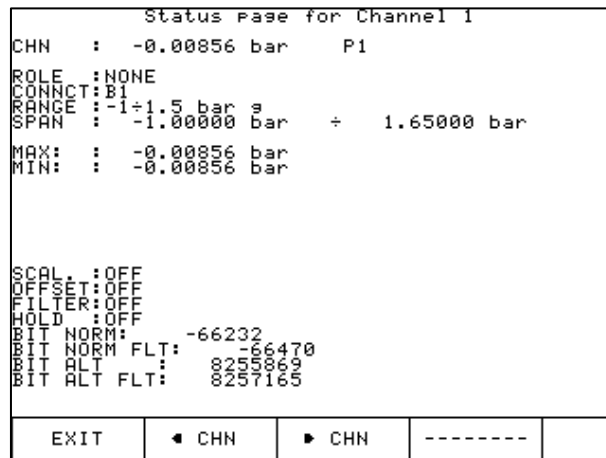 Status page for Channel 1
CHN : -0.00856 bar P1
ROLE :NONE
CONNCT:B1
RANGE :-1÷1.5 bar g
SPAN : -1.00000 bar ÷ 1.65000 bar
MAX: : -0.00856 bar
MIN: : -0.00856 bar
SCAL. :OFF
OFFSET:OFF
FILTER:OFF
HOLD :OFF
BIT NORM: -66232
BIT NORM FLT: -66470
BIT ALT : 8255869
BIT ALT FLT: 8257165
EXIT ◀ CHN ▶ CHN --------